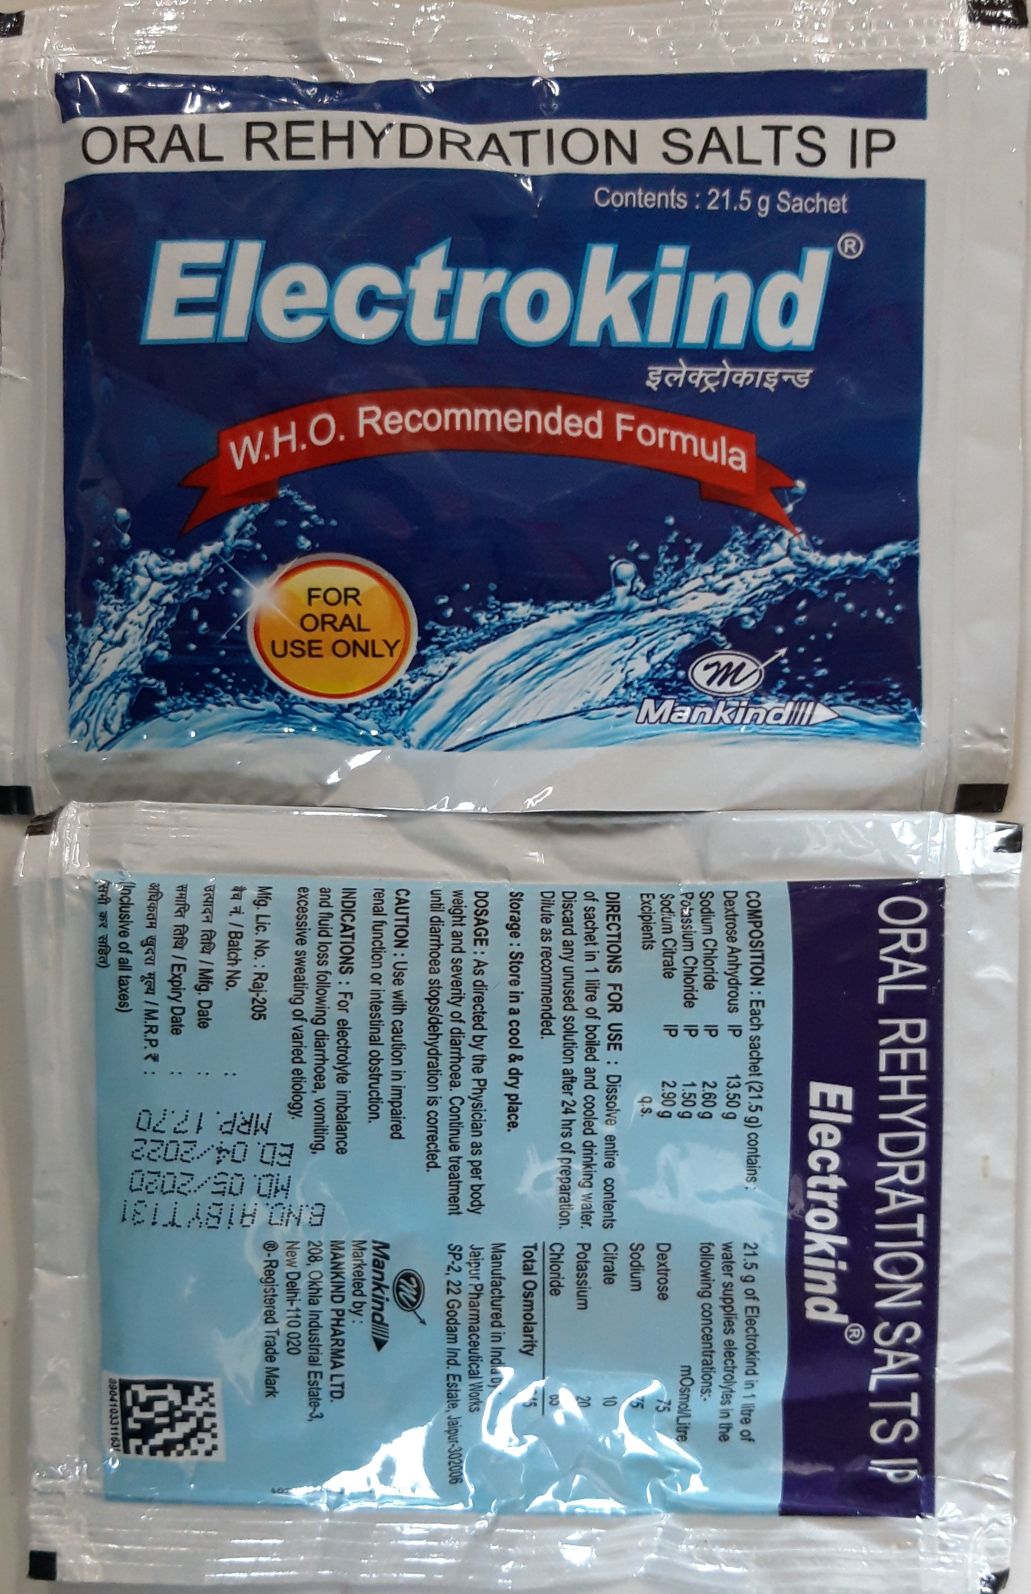 ORAL REHYDRATION SALTS IP
Contents : 21.5 g Sachet
Electrokind®
इलेक्ट्रोकाइन्ड
W.H.O. Recommended Formula
FOR
ORAL
USE ONLY
m
Mankind
ORAL REHYDRATION SALTS IP
Electrokind®
COMPOSITION : Each sachet (21.5 g) contains :
Dextrose Anhydrous IP 13.50 g
Sodium Chloride IP 2.60 g
Potassium Chloride IP 1.50 g
Sodium Citrate IP 2.90 g
Excipients q.s.
DIRECTIONS FOR USE : Dissolve entire contents
of sachet in 1 litre of boiled and cooled drinking water.
Discard any unused solution after 24 hrs of preparation.
Dilute as recommended.
Storage : Store in a cool & dry place.
DOSAGE : As directed by the Physician as per body
weight and severity of diarrhoea. Continue treatment
until diarrhoea stops/dehydration is corrected.
CAUTION : Use with caution in impaired
renal function or intestinal obstruction.
INDICATIONS : For electrolyte imbalance
and fluid loss following diarrhoea, vomiting,
excessive sweating of varied etiology.
Mfg. Lic. No. : Raj-205
बैच नं. / Batch No. :
उत्पादन तिथि / Mfg. Date :
समाप्ति तिथि / Expiry Date :
अधिकतम खुदरा मूल्य / M.R.P. ₹ :
(Inclusive of all taxes)
(सभी कर सहित)
B.NO. A1BYT131
MD. 05/2020
ED. 04/2022
MRP. 17.70
21.5 g of Electrokind in 1 litre of
water supplies electrolytes in the
following concentrations:-
mOsmol/Litre
Dextrose 75
Sodium
Citrate 10
Potassium 20
Chloride
Total Osmolarity
Manufactured in India by
Jaipur Pharmaceutical Works
SP-2, 22 Godam Ind. Estate, Jaipur-302006
m
Mankind
Marketed by :
MANKIND PHARMA LTD.
208, Okhla Industrial Estate-3,
New Delhi-110 020
®- Registered Trade Mark